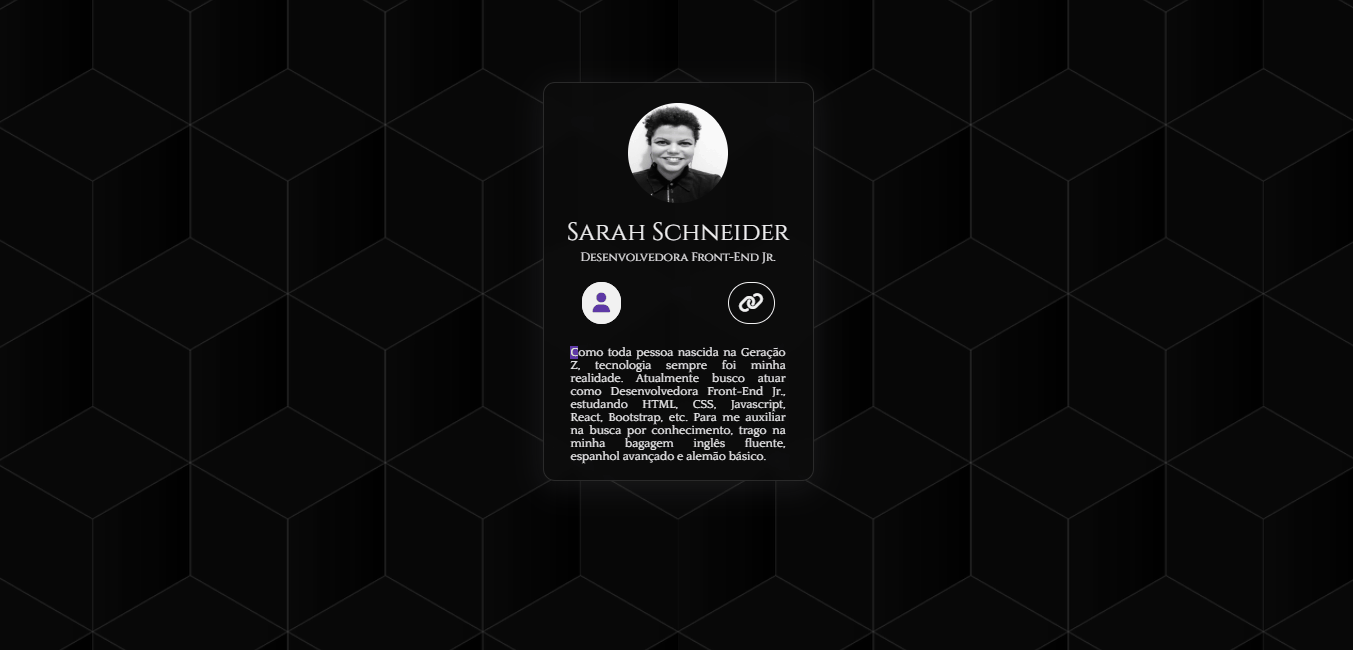 Sarah Schneider
Desenvolvedora Front-End Jr.
Como toda pessoa nascida na Geração
Z, tecnologia sempre foi minha
realidade. Atualmente busco atuar
como Desenvolvedora Front-End Jr.,
estudando HTML, CSS, Javascript,
React, Bootstrap, etc. Para me auxiliar
na busca por conhecimento, trago na
minha bagagem inglês fluente,
espanhol avançado e alemão básico.